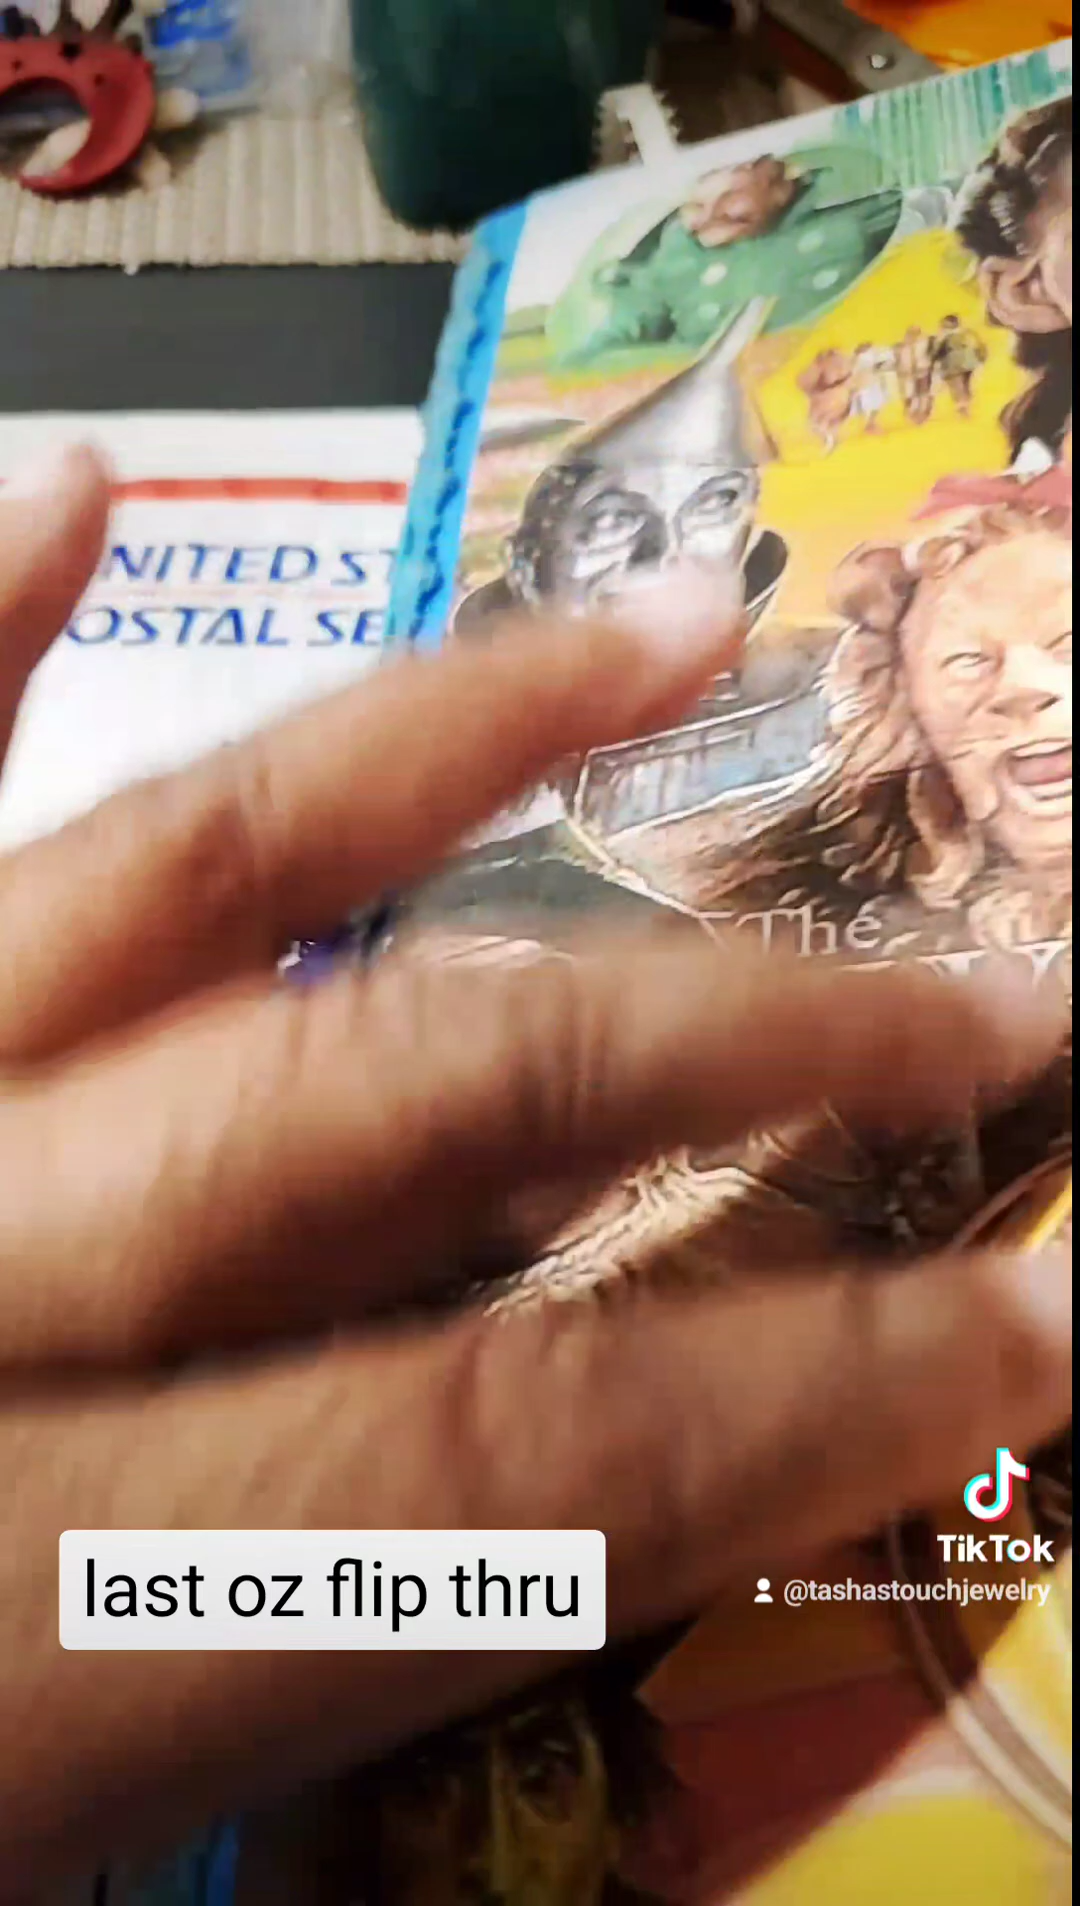 NITED ST
OSTAL SE
The
last oz flip thru
TikTok
@tashastouchjewelry